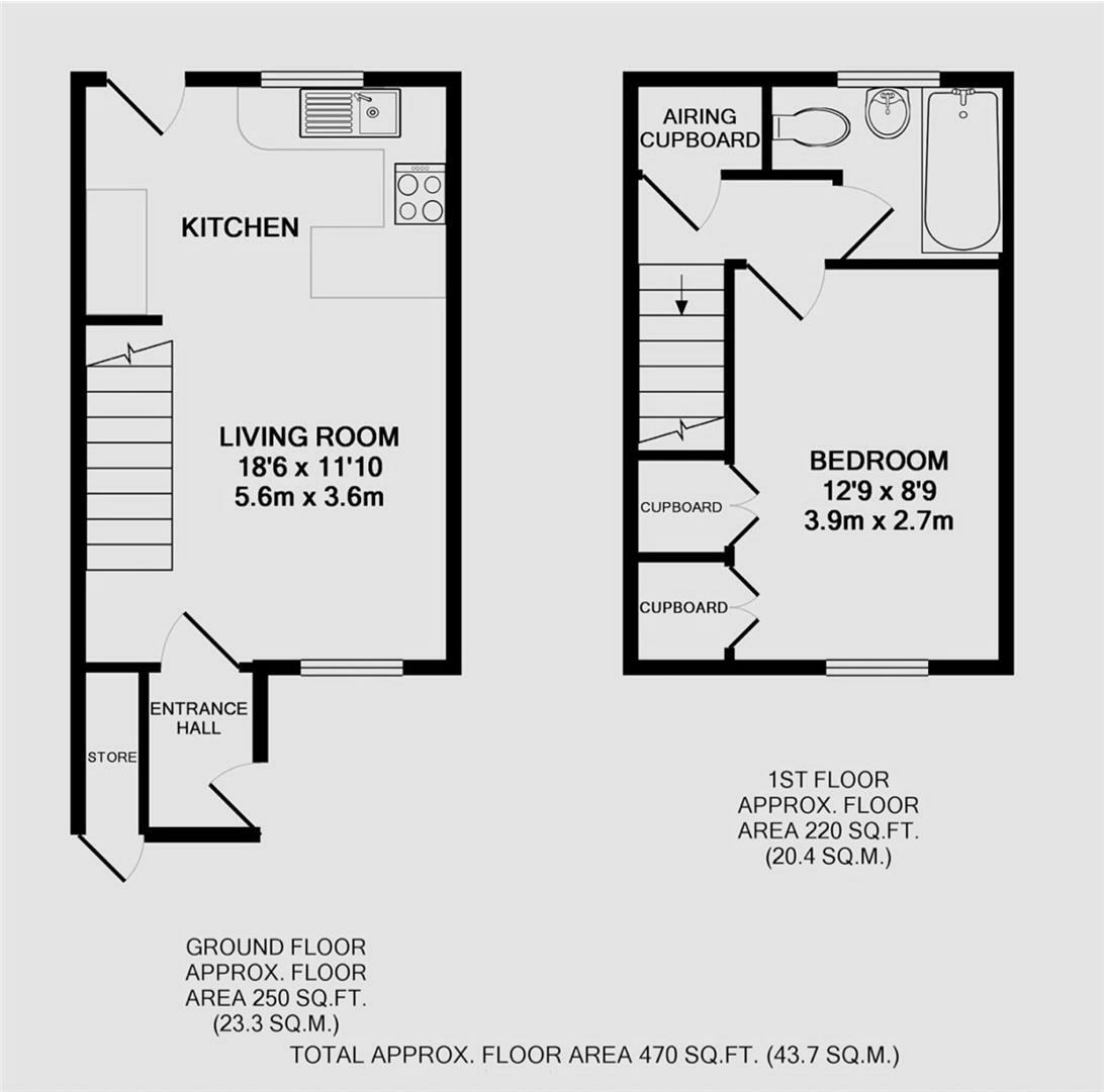 KITCHEN
LIVING ROOM
18'6 x 11'10
5.6m x 3.6m
ENTRANCE
HALL
STORE
GROUND FLOOR
APPROX. FLOOR
AREA 250 SQ.FT.
(23.3 SQ.M.)
AIRING
CUPBOARD
BEDROOM
12'9 x 8'9
3.9m x 2.7m
CUPBOARD
CUPBOARD
1ST FLOOR
APPROX. FLOOR
AREA 220 SQ.FT.
(20.4 SQ.M.)
TOTAL APPROX. FLOOR AREA 470 SQ.FT. (43.7 SQ.M.)